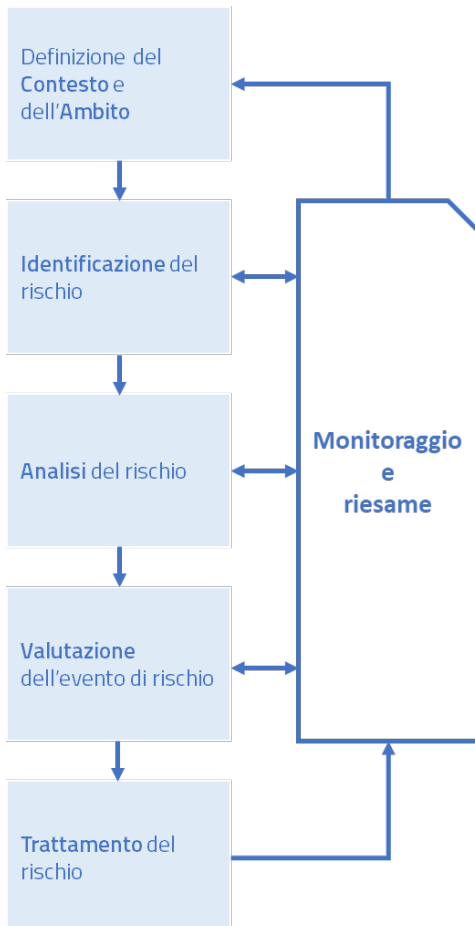 Definizione del
Contesto e
dell'Ambito
Identificazione del
rischio
Analisi del rischio
Valutazione
dell'evento di rischio
Trattamento del
rischio
Monitoraggio
e
riesame